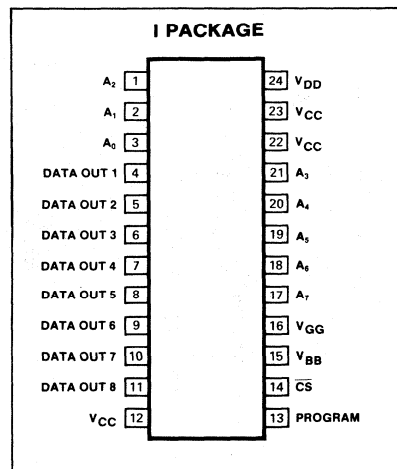 I PACKAGE
A₂ 1 24 VDD
A₁ 2 23 VCC
A₀ 3 22 VCC
DATA OUT 1 4 21 A₃
DATA OUT 2 5 20 A₄
DATA OUT 3 6 19 A₅
DATA OUT 4 7 18 A₆
DATA OUT 5 8 17 A₇
DATA OUT 6 9 16 VGG
DATA OUT 7 10 15 VBB
DATA OUT 8 11 14 C̅S̅
VCC 12 13 PROGRAM